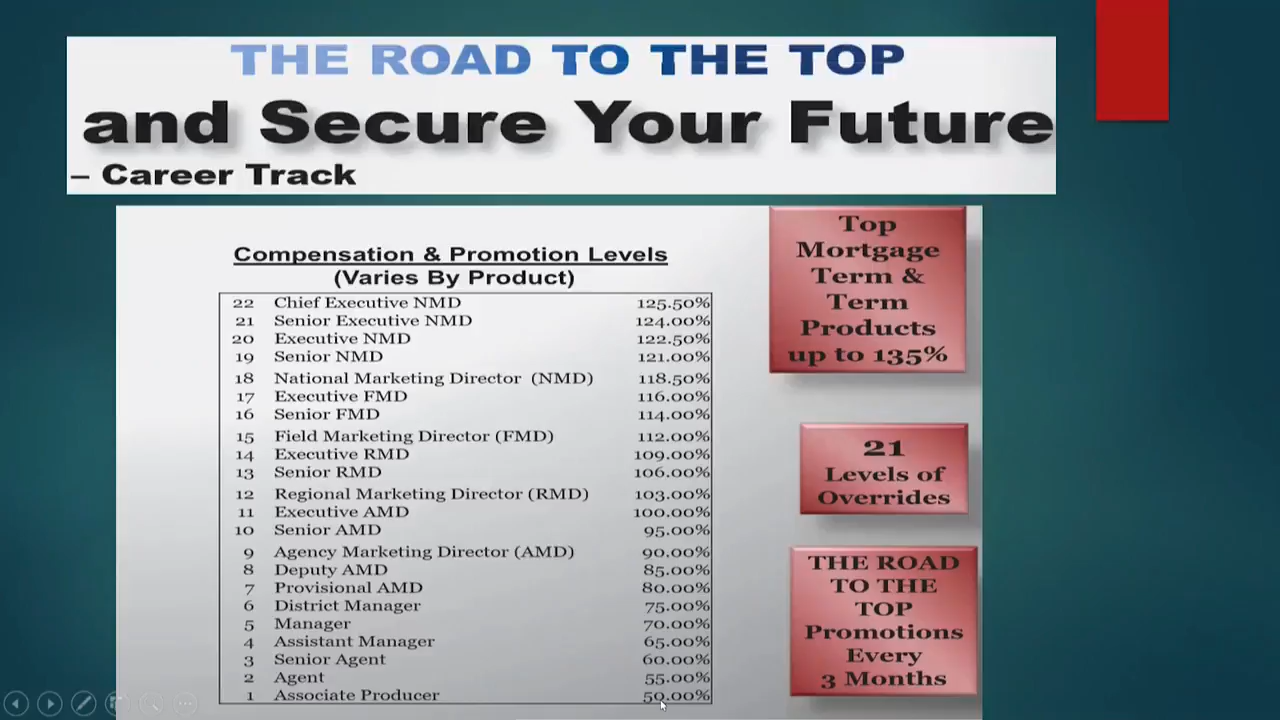 THE ROAD TO THE TOP
and Secure Your Future
– Career Track
Compensation & Promotion Levels
(Varies By Product)
22 Chief Executive NMD 125.50%
21 Senior Executive NMD 124.00%
20 Executive NMD 122.50%
19 Senior NMD 121.00%
18 National Marketing Director (NMD) 118.50%
17 Executive FMD 116.00%
16 Senior FMD 114.00%
15 Field Marketing Director (FMD) 112.00%
14 Executive RMD 109.00%
13 Senior RMD 106.00%
12 Regional Marketing Director (RMD) 103.00%
11 Executive AMD 100.00%
10 Senior AMD 95.00%
9 Agency Marketing Director (AMD) 90.00%
8 Deputy AMD 85.00%
7 Provisional AMD 80.00%
6 District Manager 75.00%
5 Manager 70.00%
4 Assistant Manager 65.00%
3 Senior Agent 60.00%
2 Agent 55.00%
1 Associate Producer 50.00%
Top
Mortgage
Term &
Term
Products
up to 135%
21
Levels of
Overrides
THE ROAD
TO THE
TOP
Promotions
Every
3 Months